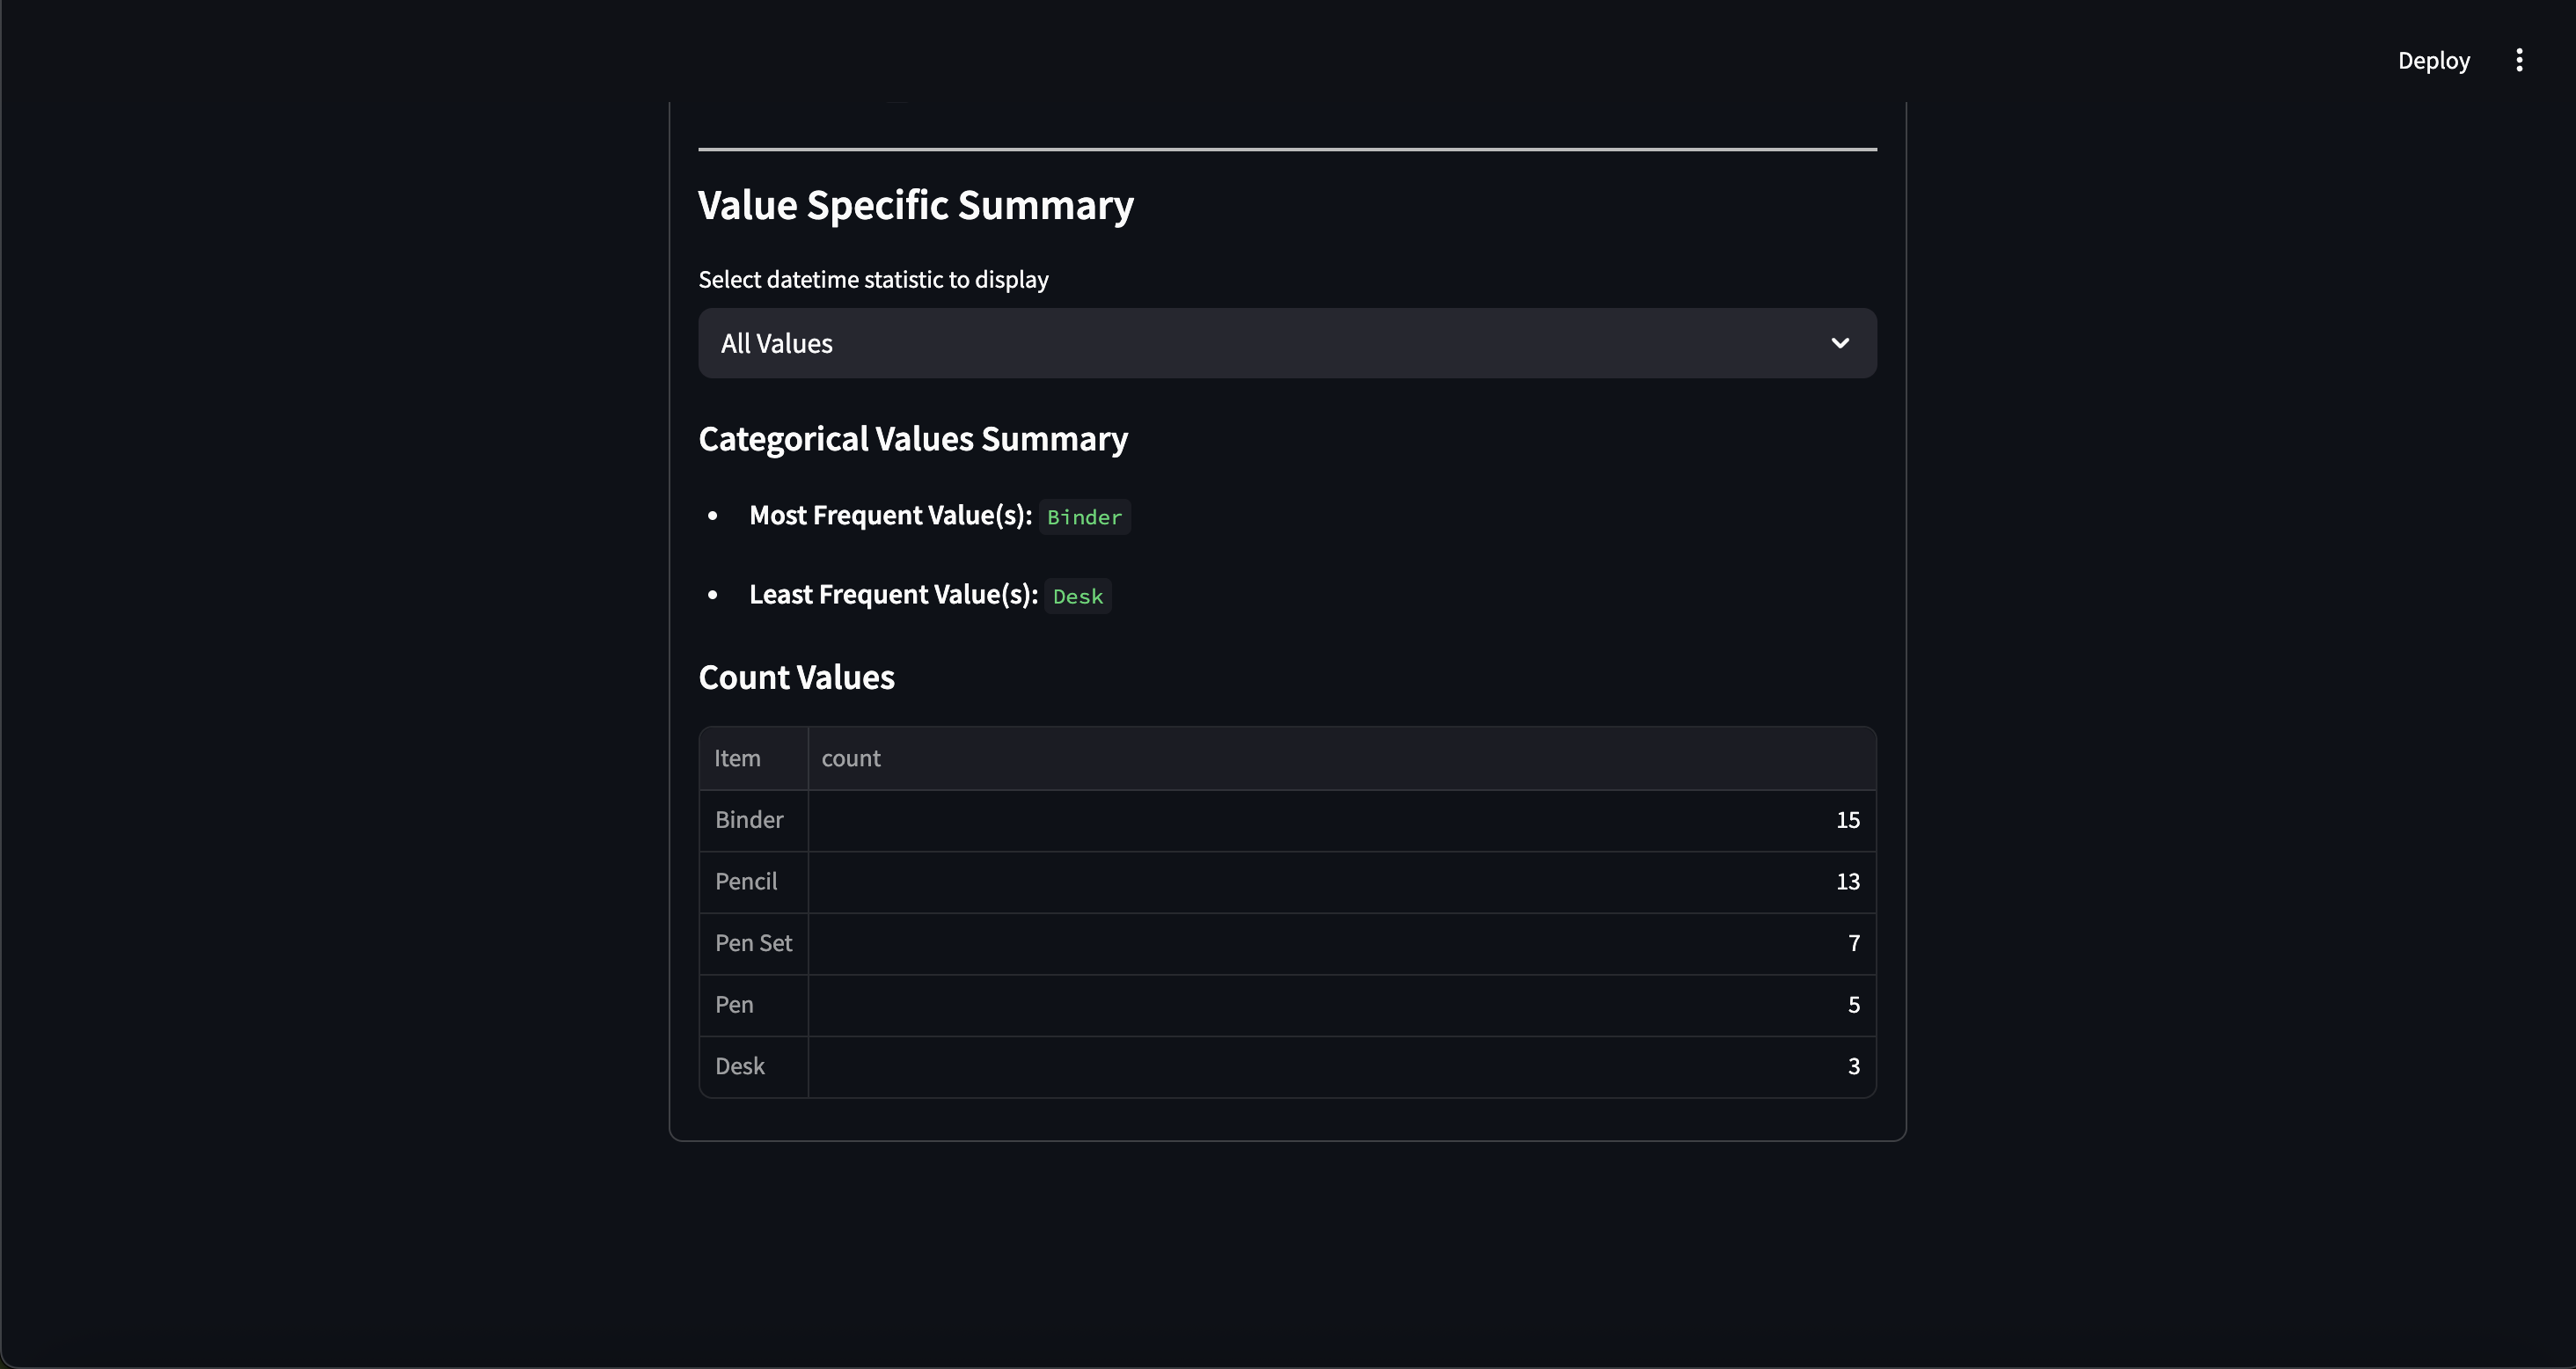 Deploy
Value Specific Summary
Select datetime statistic to display
All Values
Categorical Values Summary
• Most Frequent Value(s): Binder
• Least Frequent Value(s): Desk
Count Values
Item count
Binder 15
Pencil 13
Pen Set 7
Pen 5
Desk 3